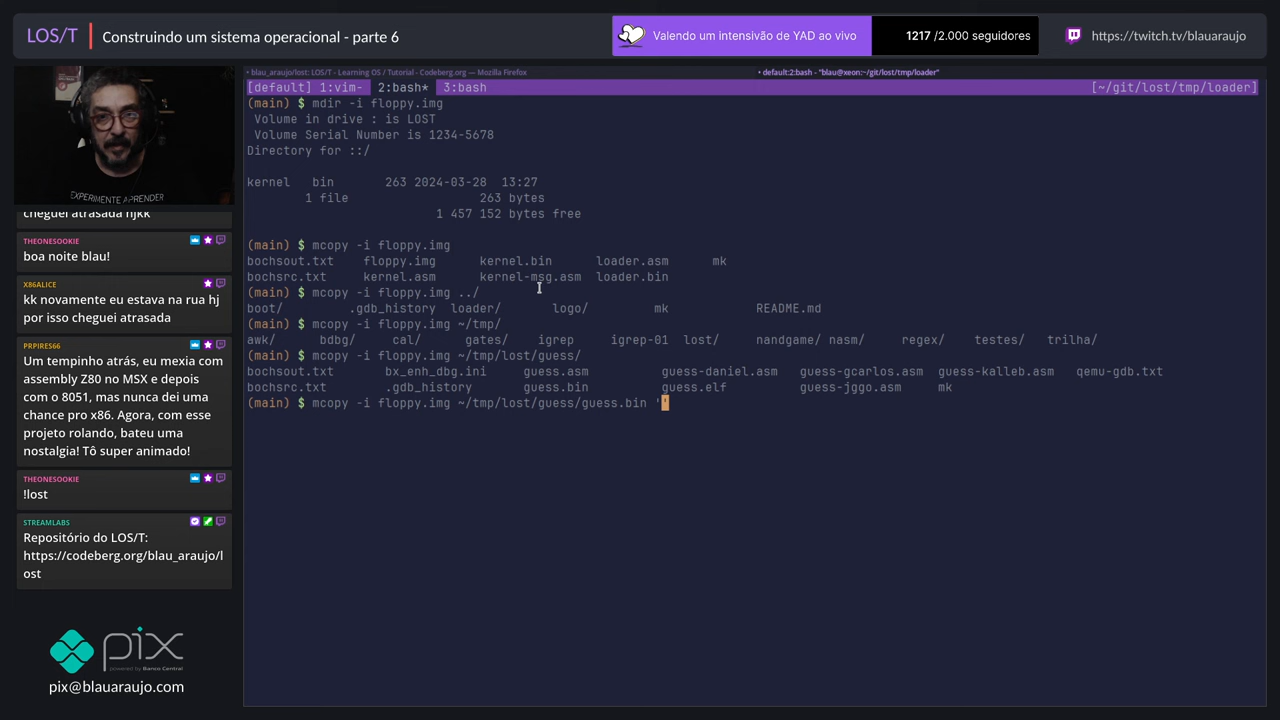 LOS/T
Construindo um sistema operacional - parte 6
Valendo um intensivão de YAD ao vivo
1217 /2.000 seguidores
https://twitch.tv/blauaraujo
EXPERIMENTE APRENDER
cheguei atrasada njkk
THEONESOOKIE
boa noite blau!
X86ALICE
kk novamente eu estava na rua hj
por isso cheguei atrasada
PRPIRES66
Um tempinho atrás, eu mexia com
assembly Z80 no MSX e depois
com o 8051, mas nunca dei uma
chance pro x86. Agora, com esse
projeto rolando, bateu uma
nostalgia! Tô super animado!
THEONESOOKIE
!lost
STREAMLABS
Repositório do LOS/T:
https://codeberg.org/blau_araujo/l
ost
pix
powered by Banco Central
pix@blauaraujo.com
• blau_araujo/lost: LOS/T - Learning OS / Tutorial - Codeberg.org — Mozilla Firefox
• default:2:bash - "blau@xeon:~/git/lost/tmp/loader"
[default] 1:vim- 2:bash* 3:bash [~/git/lost/tmp/loader]
(main) $ mdir -i floppy.img
Volume in drive : is LOST
Volume Serial Number is 1234-5678
Directory for ::/
kernel bin 263 2024-03-28 13:27
1 file 263 bytes
1 457 152 bytes free
(main) $ mcopy -i floppy.img
bochsout.txt floppy.img kernel.bin loader.asm mk
bochsrc.txt kernel.asm kernel-msg.asm loader.bin
(main) $ mcopy -i floppy.img ../
boot/ .gdb_history loader/ logo/ mk README.md
(main) $ mcopy -i floppy.img ~/tmp/
awk/ bdbg/ cal/ gates/ igrep igrep-01 lost/ nandgame/ nasm/ regex/ testes/ trilha/
(main) $ mcopy -i floppy.img ~/tmp/lost/guess/
bochsout.txt bx_enh_dbg.ini guess.asm guess-daniel.asm guess-gcarlos.asm guess-kalleb.asm qemu-gdb.txt
bochsrc.txt .gdb_history guess.bin guess.elf guess-jggo.asm mk
(main) $ mcopy -i floppy.img ~/tmp/lost/guess/guess.bin ''